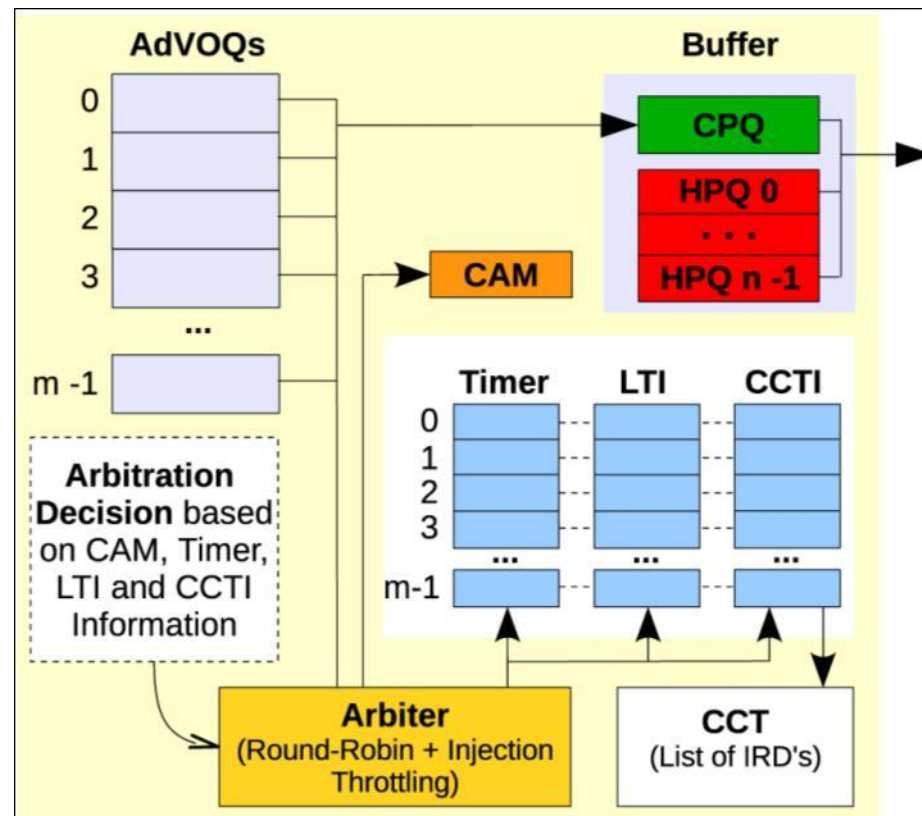 AdVOQs
0
1
2
3
...
m -1
Buffer
CPQ
HPQ 0
. . .
HPQ n -1
CAM
Timer LTI CCTI
0
1
2
3
... ... ...
m-1
Arbitration
Decision based
on CAM, Timer,
LTI and CCTI
Information
Arbiter
(Round-Robin + Injection
Throttling)
CCT
(List of IRD's)